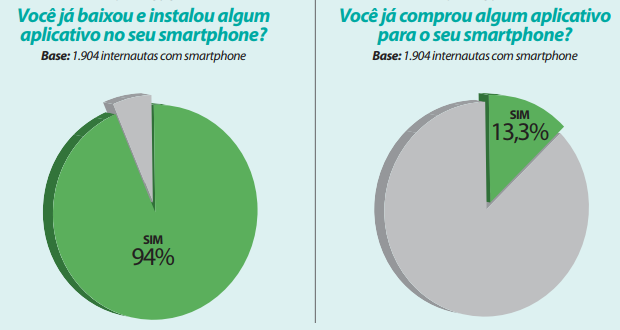 Você já baixou e instalou algum
aplicativo no seu smartphone?
Base: 1.904 internautas com smartphone
SIM
94%
Você já comprou algum aplicativo
para o seu smartphone?
Base: 1.904 internautas com smartphone
SIM
13,3%